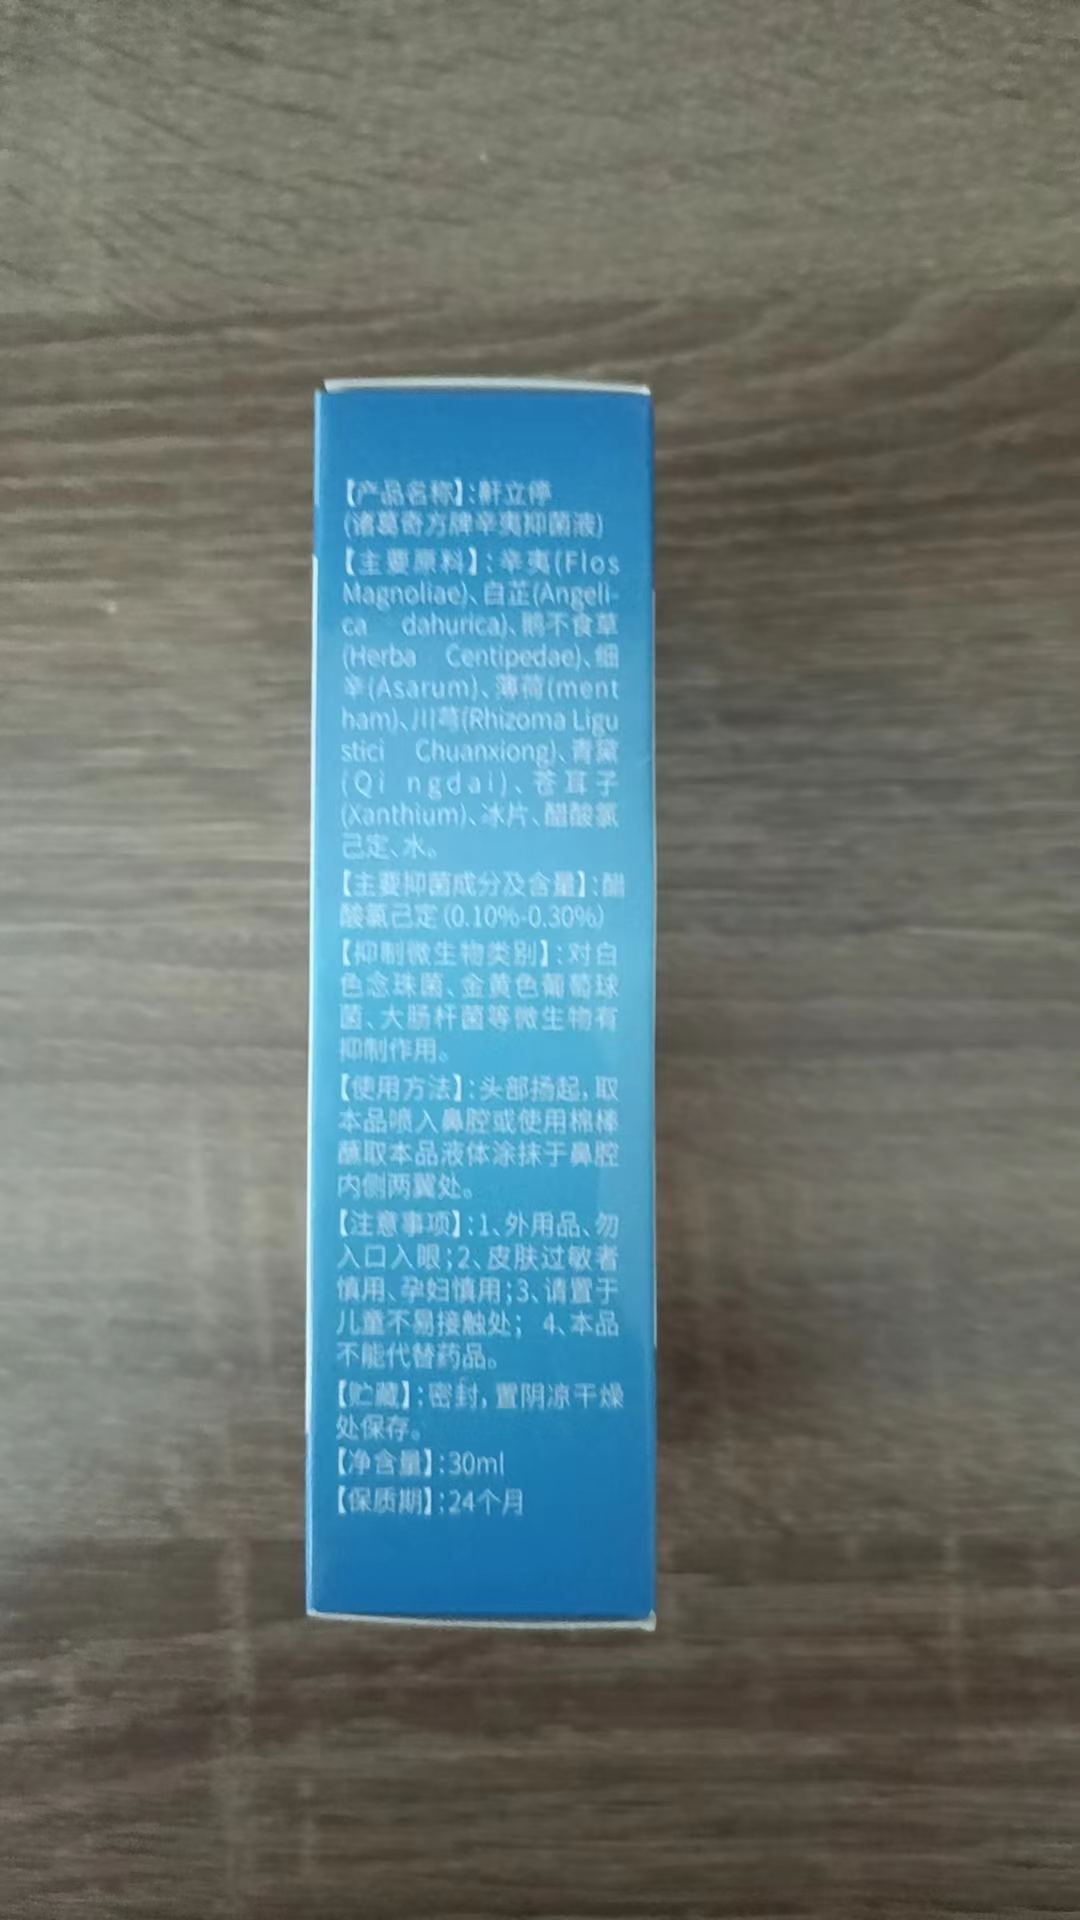 【产品名称】:鼾立停
(诸葛奇方牌辛夷抑菌液)
【主要原料】:辛夷(Flos
Magnoliae)、白芷(Angeli-
ca dahurica)、鹅不食草
(Herba Centipedae)、细
辛(Asarum)、薄荷(ment
ham)、川芎(Rhizoma Ligu
stici Chuanxiong)、青黛
(Qi ngdai)、苍耳子
(Xanthium)、冰片、醋酸氯
己定、水。
【主要抑菌成分及含量】:醋
酸氯己定(0.10%-0.30%)
【抑制微生物类别】:对白
色念珠菌、金黄色葡萄球
菌、大肠杆菌等微生物有
抑制作用。
【使用方法】:头部扬起,取
本品喷入鼻腔或使用棉棒
蘸取本品液体涂抹于鼻腔
内侧两翼处。
【注意事项】:1、外用品、勿
入口入眼;2、皮肤过敏者
慎用、孕妇慎用;3、请置于
儿童不易接触处; 4、本品
不能代替药品。
【贮藏】:密封,置阴凉干燥
处保存。
【净含量】:30ml
【保质期】:24个月